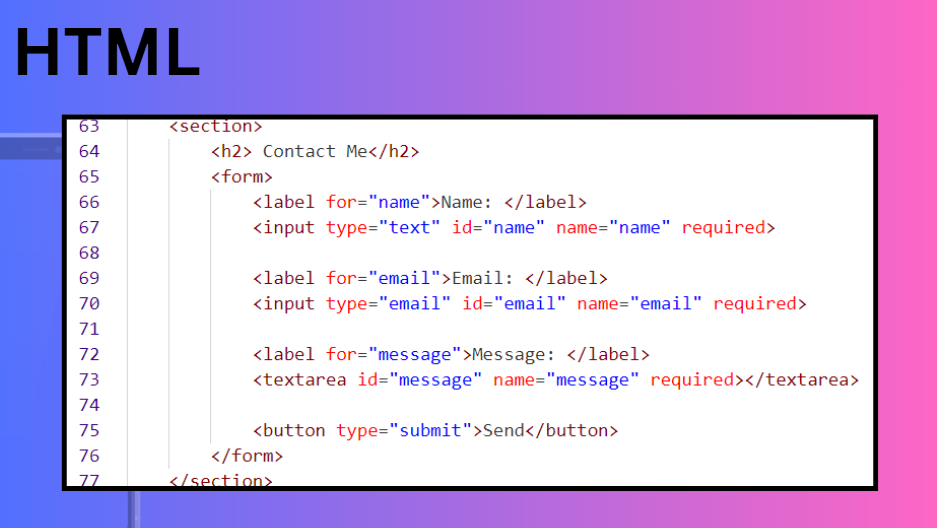 HTML
63 <section>
64 <h2> Contact Me</h2>
65 <form>
66 <label for="name">Name: </label>
67 <input type="text" id="name" name="name" required>
68
69 <label for="email">Email: </label>
70 <input type="email" id="email" name="email" required>
71
72 <label for="message">Message: </label>
73 <textarea id="message" name="message" required></textarea>
74
75 <button type="submit">Send</button>
76 </form>
77 </section>